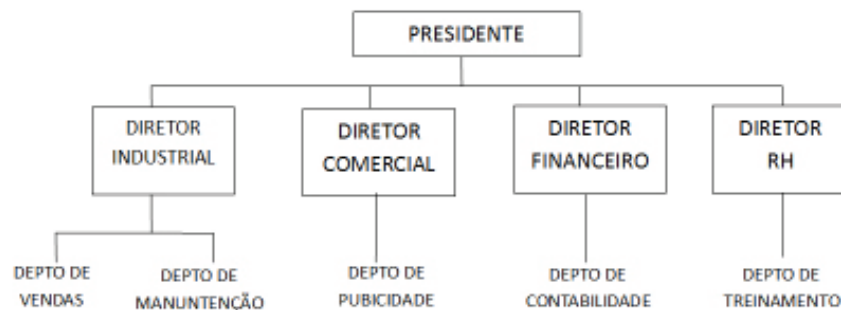 PRESIDENTE
DIRETOR
INDUSTRIAL
DIRETOR
COMERCIAL
DIRETOR
FINANCEIRO
DIRETOR
RH
DEPTO DE
VENDAS
DEPTO DE
MANUNTENÇÃO
DEPTO DE
PUBICIDADE
DEPTO DE
CONTABILIDADE
DEPTO DE
TREINAMENTO